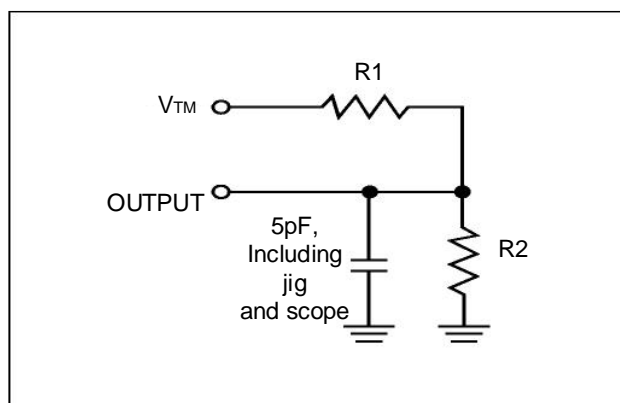 R1
VTM
OUTPUT
5pF,
Including
jig
and scope
R2